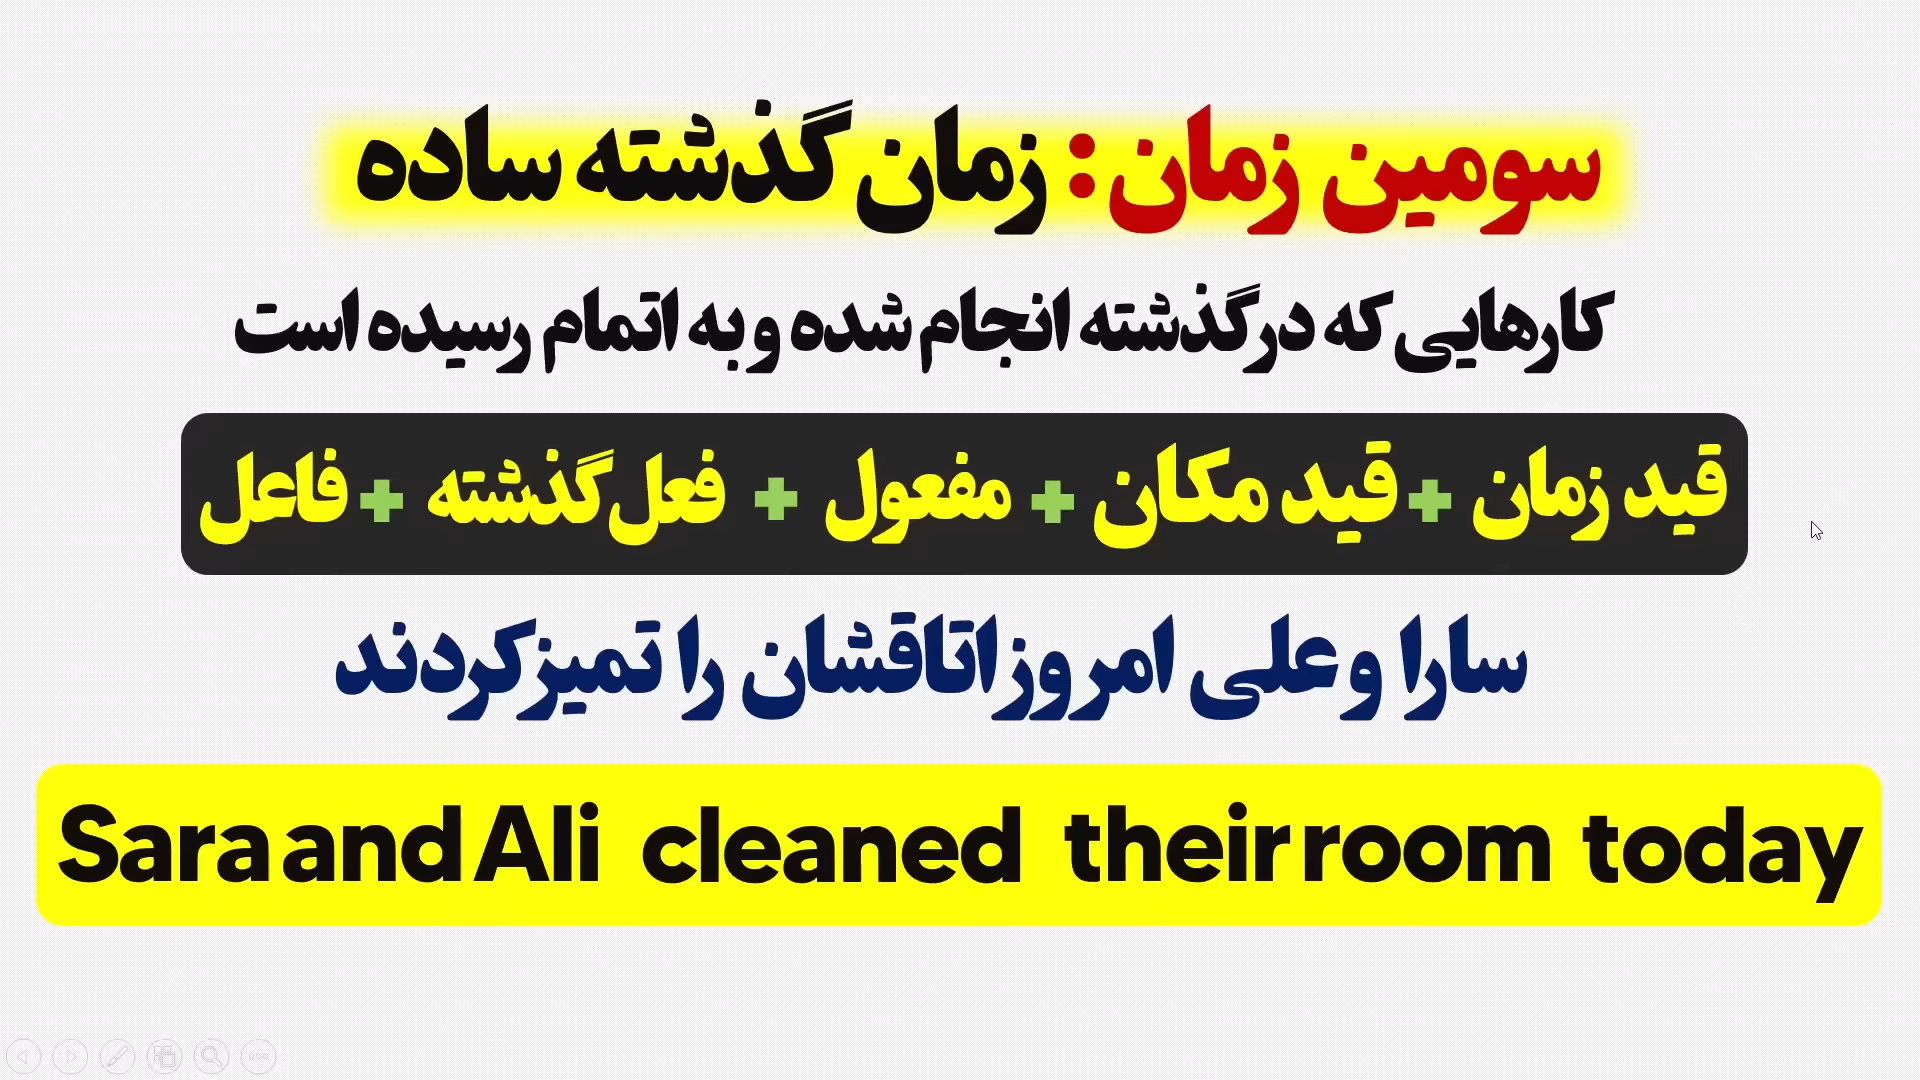 سومین زمان: زمان گذشته ساده
کارهایی که در گذشته انجام شده و به اتمام رسیده است
فاعل + فعل گذشته + مفعول + قید مکان + قید زمان
سارا و علی امروز اتاقشان را تمیز کردند
Sara and Ali cleaned their room today